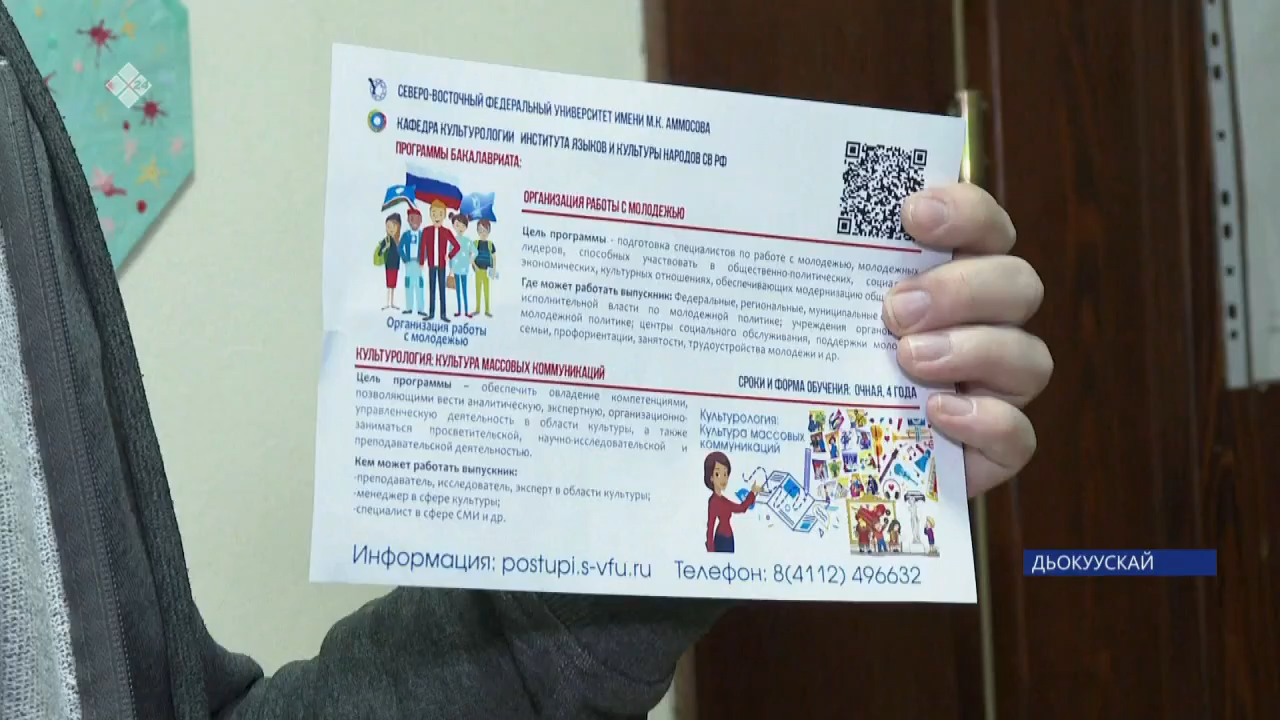 24
СЕВЕРО-ВОСТОЧНЫЙ ФЕДЕРАЛЬНЫЙ УНИВЕРСИТЕТ ИМЕНИ М.К. АММОСОВА
КАФЕДРА КУЛЬТУРОЛОГИИ ИНСТИТУТА ЯЗЫКОВ И КУЛЬТУРЫ НАРОДОВ СВ РФ
ПРОГРАММЫ БАКАЛАВРИАТА:
ОРГАНИЗАЦИЯ РАБОТЫ С МОЛОДЕЖЬЮ
Цель программы - подготовка специалистов по работе с молодежью, молодежных
лидеров, способных участвовать в общественно-политических,
экономических, культурных отношениях, обеспечивающих модернизацию
Где может работать выпускник: Федеральные, региональные, муниципальные
исполнительной власти по молодежной политике; учреждения
молодежной политике; центры социального обслуживания, поддержки
семьи, профориентации, занятости, трудоустройства молодежи и др.
Организация работы
с молодежью
КУЛЬТУРОЛОГИЯ: КУЛЬТУРА МАССОВЫХ КОММУНИКАЦИЙ
СРОКИ И ФОРМА ОБУЧЕНИЯ: ОЧНАЯ, 4 ГОДА
Цель программы – обеспечить овладение компетенциями,
позволяющими вести аналитическую, экспертную, организационно-
управленческую деятельность в области культуры, а также
заниматься просветительской, научно-исследовательской и
преподавательской деятельностью.
Кем может работать выпускник:
-преподаватель, исследователь, эксперт в области культуры;
-менеджер в сфере культуры;
-специалист в сфере СМИ и др.
Культурология:
Культура массовых
коммуникаций
Информация: postupi.s-vfu.ru Телефон: 8(4112) 496632
ДЬОКУУСКАЙ